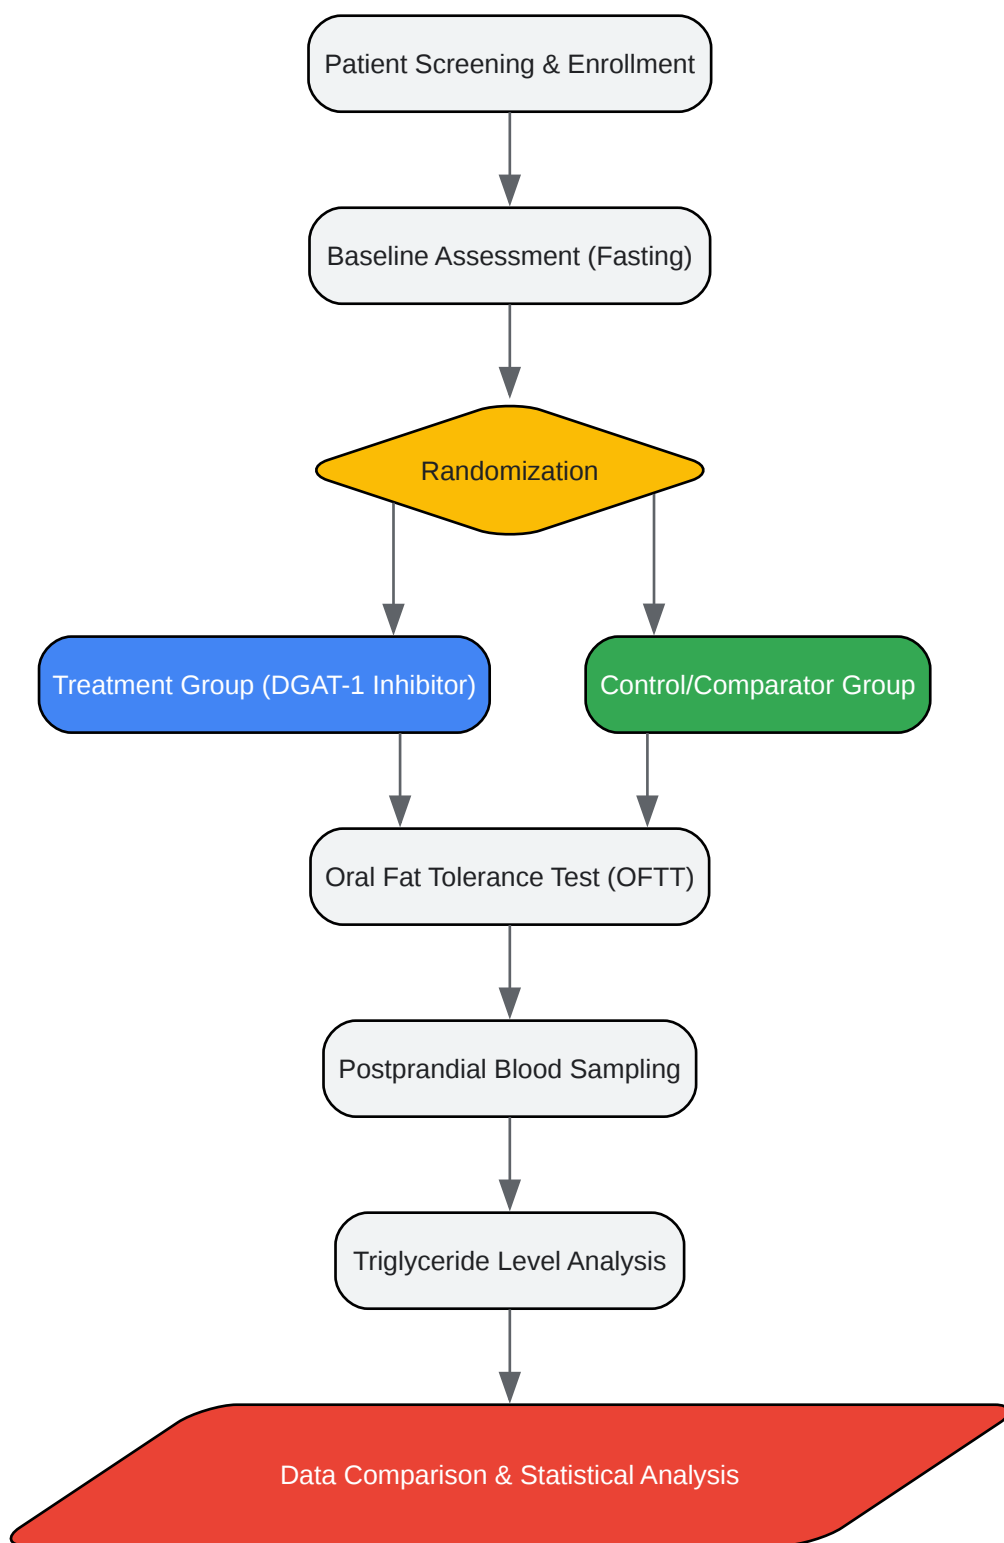 Patient Screening & Enrollment
Baseline Assessment (Fasting)
Randomization
Treatment Group (DGAT-1 Inhibitor)
Control/Comparator Group
Oral Fat Tolerance Test (OFTT)
Postprandial Blood Sampling
Triglyceride Level Analysis
Data Comparison & Statistical Analysis